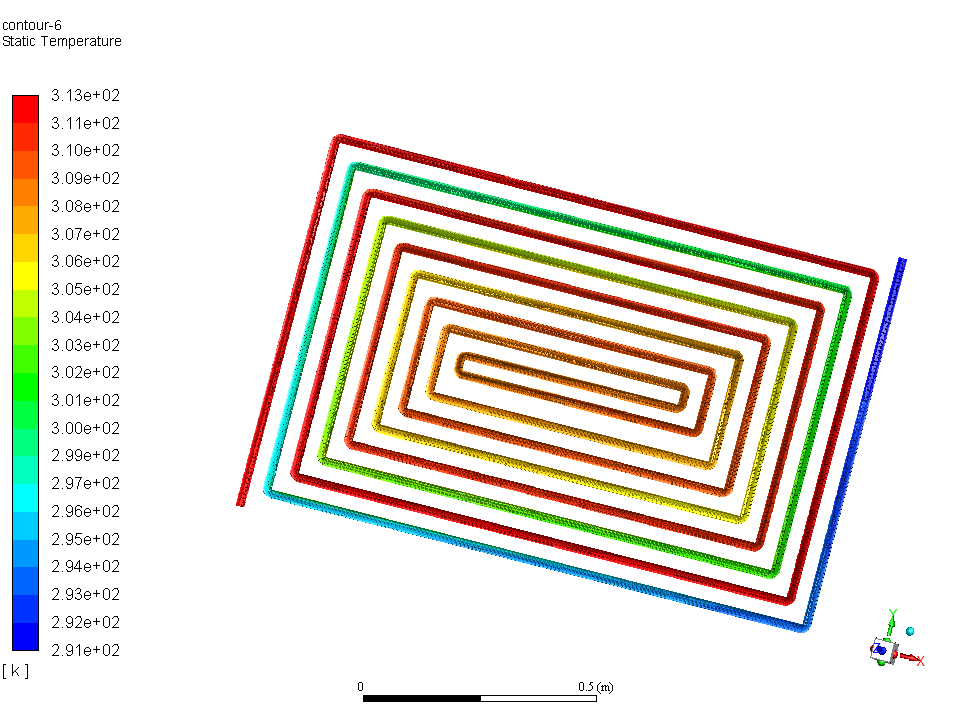 contour-6
Static Temperature
3.13e+02
3.11e+02
3.10e+02
3.09e+02
3.08e+02
3.07e+02
3.06e+02
3.05e+02
3.04e+02
3.03e+02
3.02e+02
3.01e+02
3.00e+02
2.99e+02
2.97e+02
2.96e+02
2.95e+02
2.94e+02
2.93e+02
2.92e+02
2.91e+02
[ k ]
0 0.5 (m)
Y
Z
X